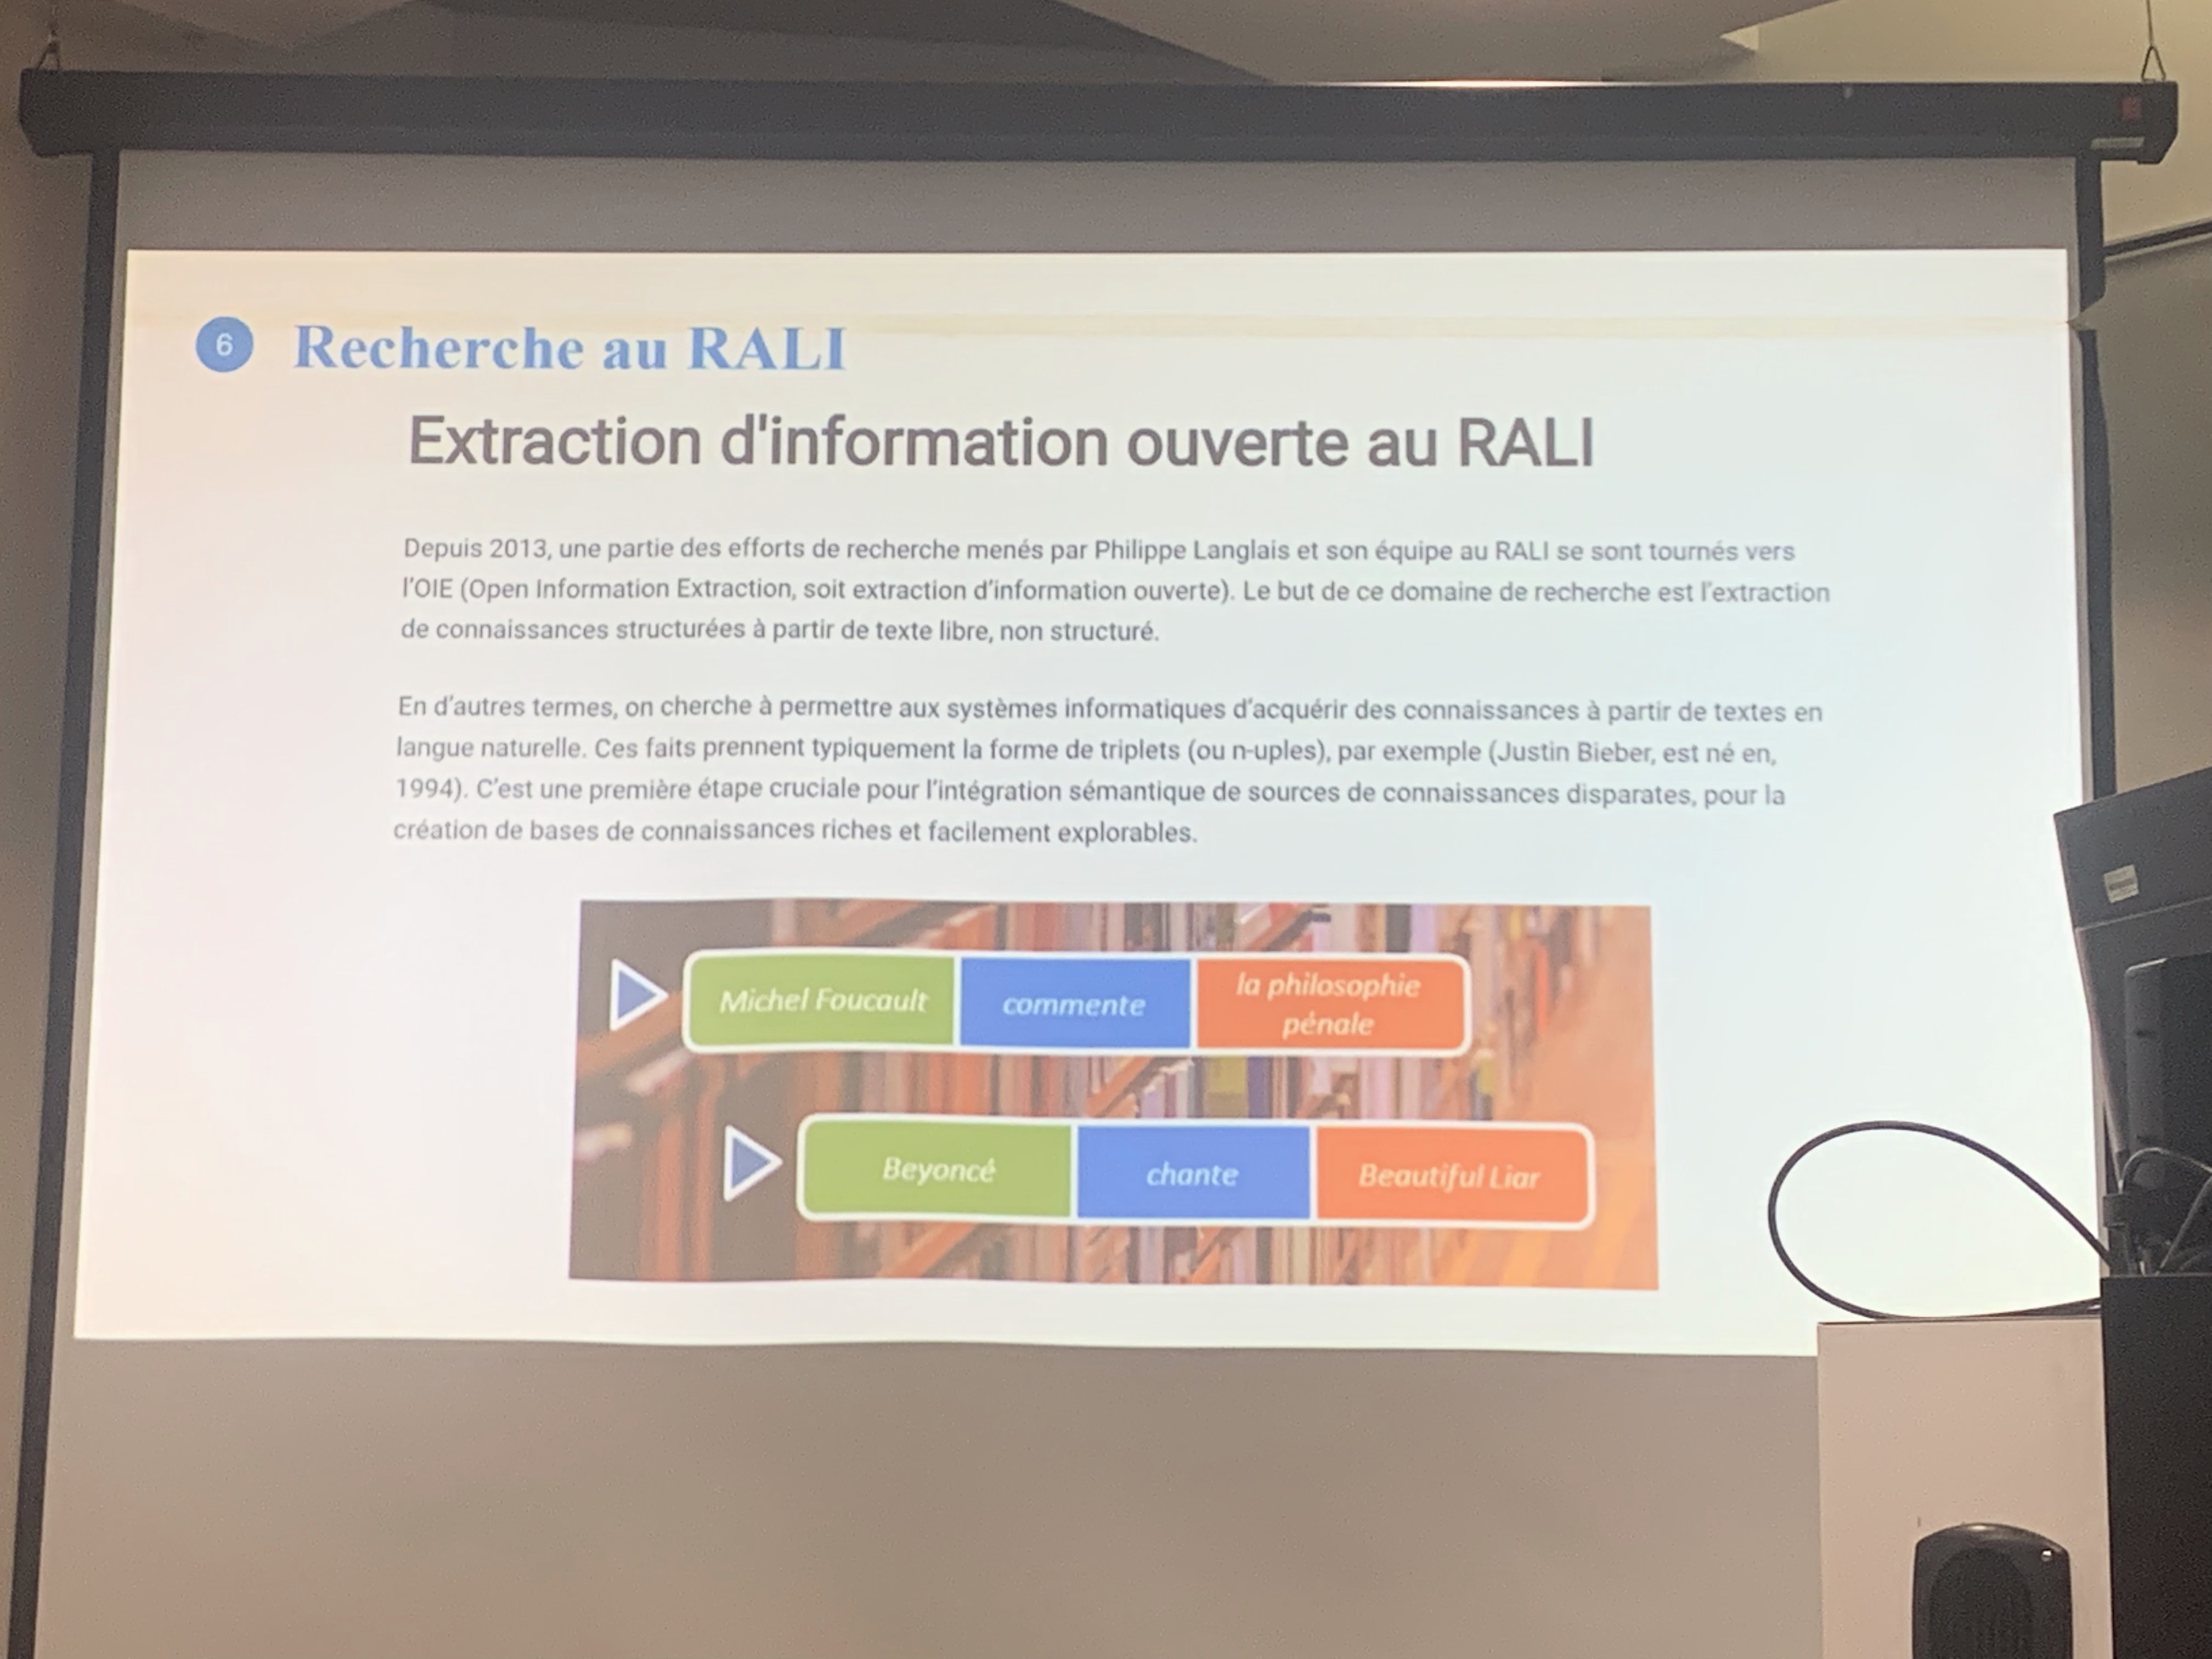 6 Recherche au RALI
Extraction d'information ouverte au RALI
Depuis 2013, une partie des efforts de recherche menés par Philippe Langlais et son équipe au RALI se sont tournés vers
l'OIE (Open Information Extraction, soit extraction d'information ouverte). Le but de ce domaine de recherche est l'extraction
de connaissances structurées à partir de texte libre, non structuré.
En d'autres termes, on cherche à permettre aux systèmes informatiques d'acquérir des connaissances à partir de textes en
langue naturelle. Ces faits prennent typiquement la forme de triplets (ou n-uples), par exemple (Justin Bieber, est né en,
1994). C'est une première étape cruciale pour l'intégration sémantique de sources de connaissances disparates, pour la
création de bases de connaissances riches et facilement explorables.
Michel Foucault commente la philosophie
pénale
Beyoncé chante Beautiful Liar